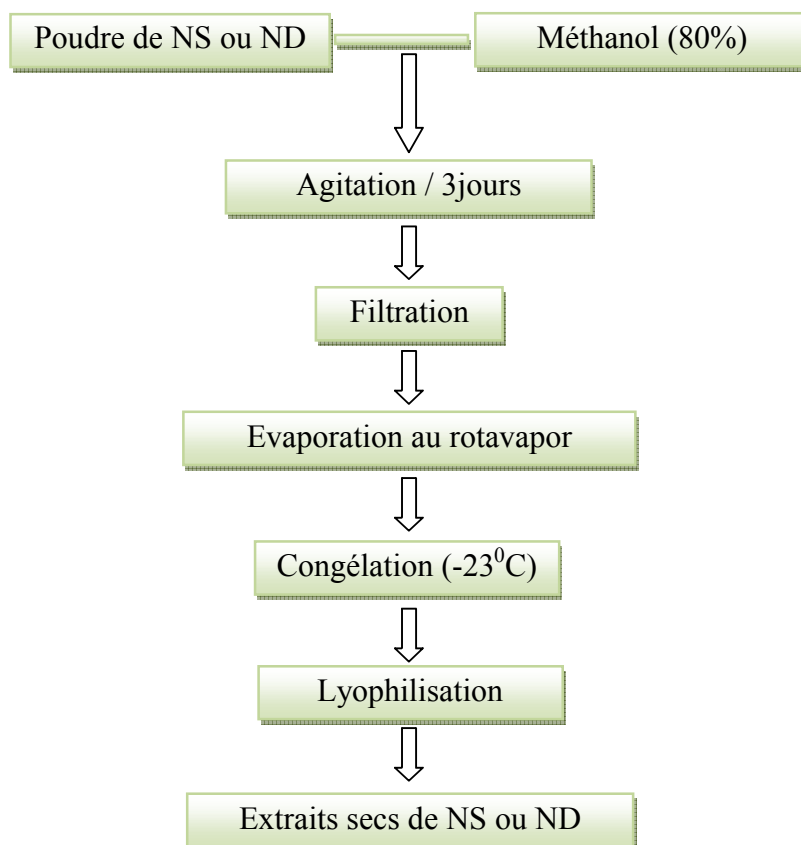 Poudre de NS ou ND
Méthanol (80%)
Agitation / 3jours
Filtration
Evaporation au rotavapor
Congélation (-23⁰C)
Lyophilisation
Extraits secs de NS ou ND